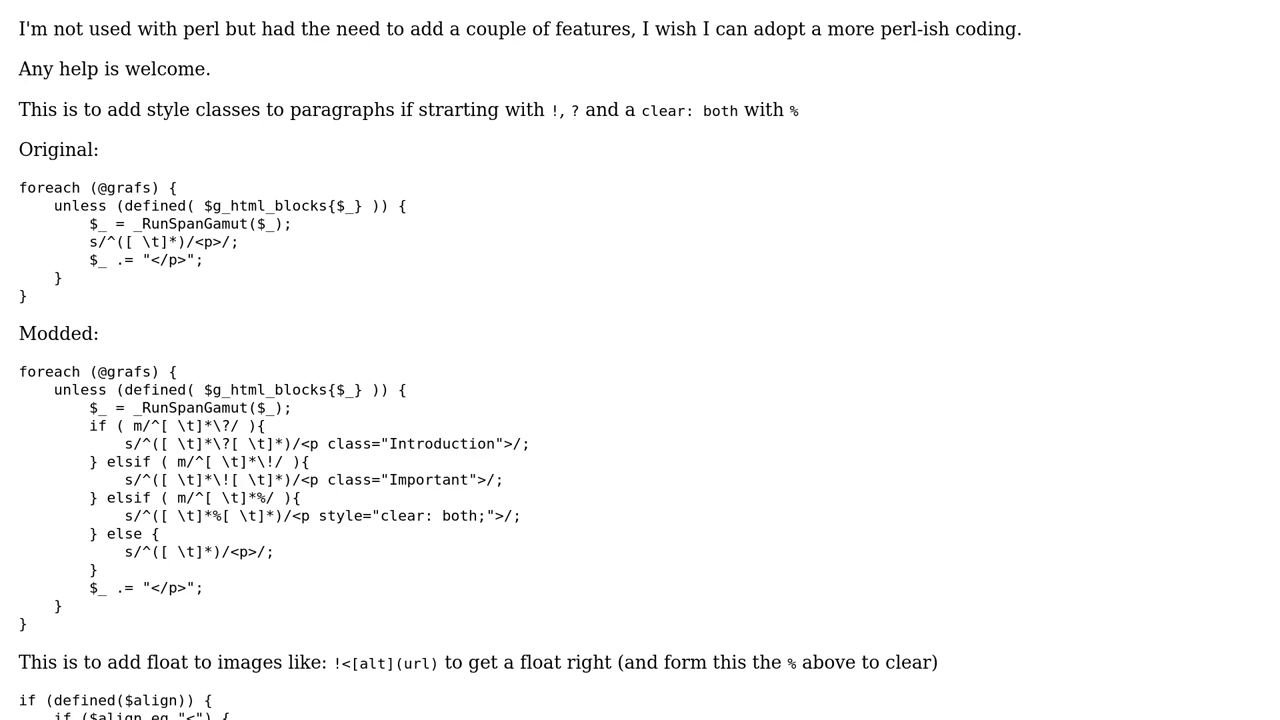 I'm not used with perl but had the need to add a couple of features, I wish I can adopt a more perl-ish coding.
Any help is welcome.
This is to add style classes to paragraphs if strarting with !, ? and a clear: both with %
Original:
foreach (@grafs) {
    unless (defined( $g_html_blocks{$_} )) {
        $_ = _RunSpanGamut($_);
        s/^([ \t]*)/<p>/;
        $_ .= "</p>";
    }
}
Modded:
foreach (@grafs) {
    unless (defined( $g_html_blocks{$_} )) {
        $_ = _RunSpanGamut($_);
        if ( m/^[ \t]*\?/ ){
            s/^([ \t]*\?[ \t]*)/<p class="Introduction">/;
        } elsif ( m/^[ \t]*\!/ ){
            s/^([ \t]*\![ \t]*)/<p class="Important">/;
        } elsif ( m/^[ \t]*%/ ){
            s/^([ \t]*%[ \t]*)/<p style="clear: both;">/;
        } else {
            s/^([ \t]*)/<p>/;
        }
        $_ .= "</p>";
    }
}
This is to add float to images like: !<[alt](url) to get a float right (and form this the % above to clear)
if (defined($align)) {
    if ($align eq "<") {